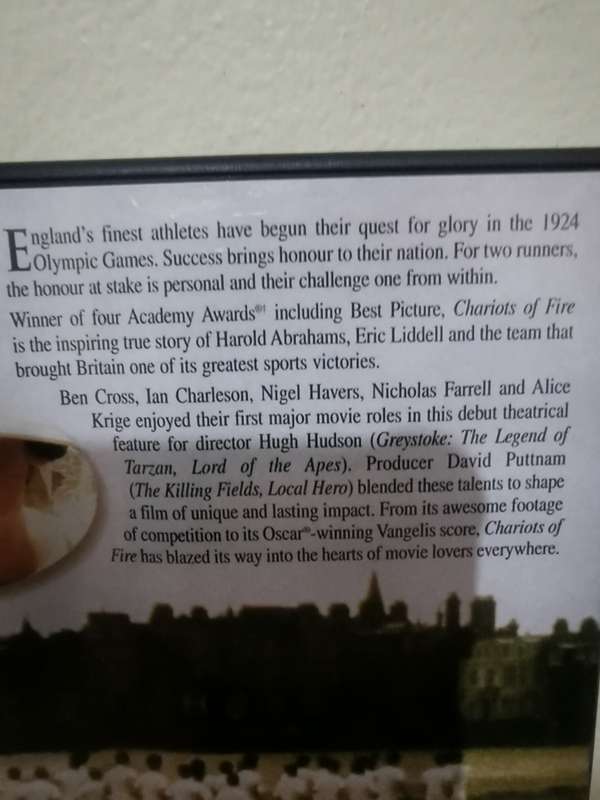 England's finest athletes have begun their quest for glory in the 1924
Olympic Games. Success brings honour to their nation. For two runners,
the honour at stake is personal and their challenge one from within.
Winner of four Academy Awards®† including Best Picture, Chariots of Fire
is the inspiring true story of Harold Abrahams, Eric Liddell and the team that
brought Britain one of its greatest sports victories.
Ben Cross, Ian Charleson, Nigel Havers, Nicholas Farrell and Alice
Krige enjoyed their first major movie roles in this debut theatrical
feature for director Hugh Hudson (Greystoke: The Legend of
Tarzan, Lord of the Apes). Producer David Puttnam
(The Killing Fields, Local Hero) blended these talents to shape
a film of unique and lasting impact. From its awesome footage
of competition to its Oscar®-winning Vangelis score, Chariots of
Fire has blazed its way into the hearts of movie lovers everywhere.